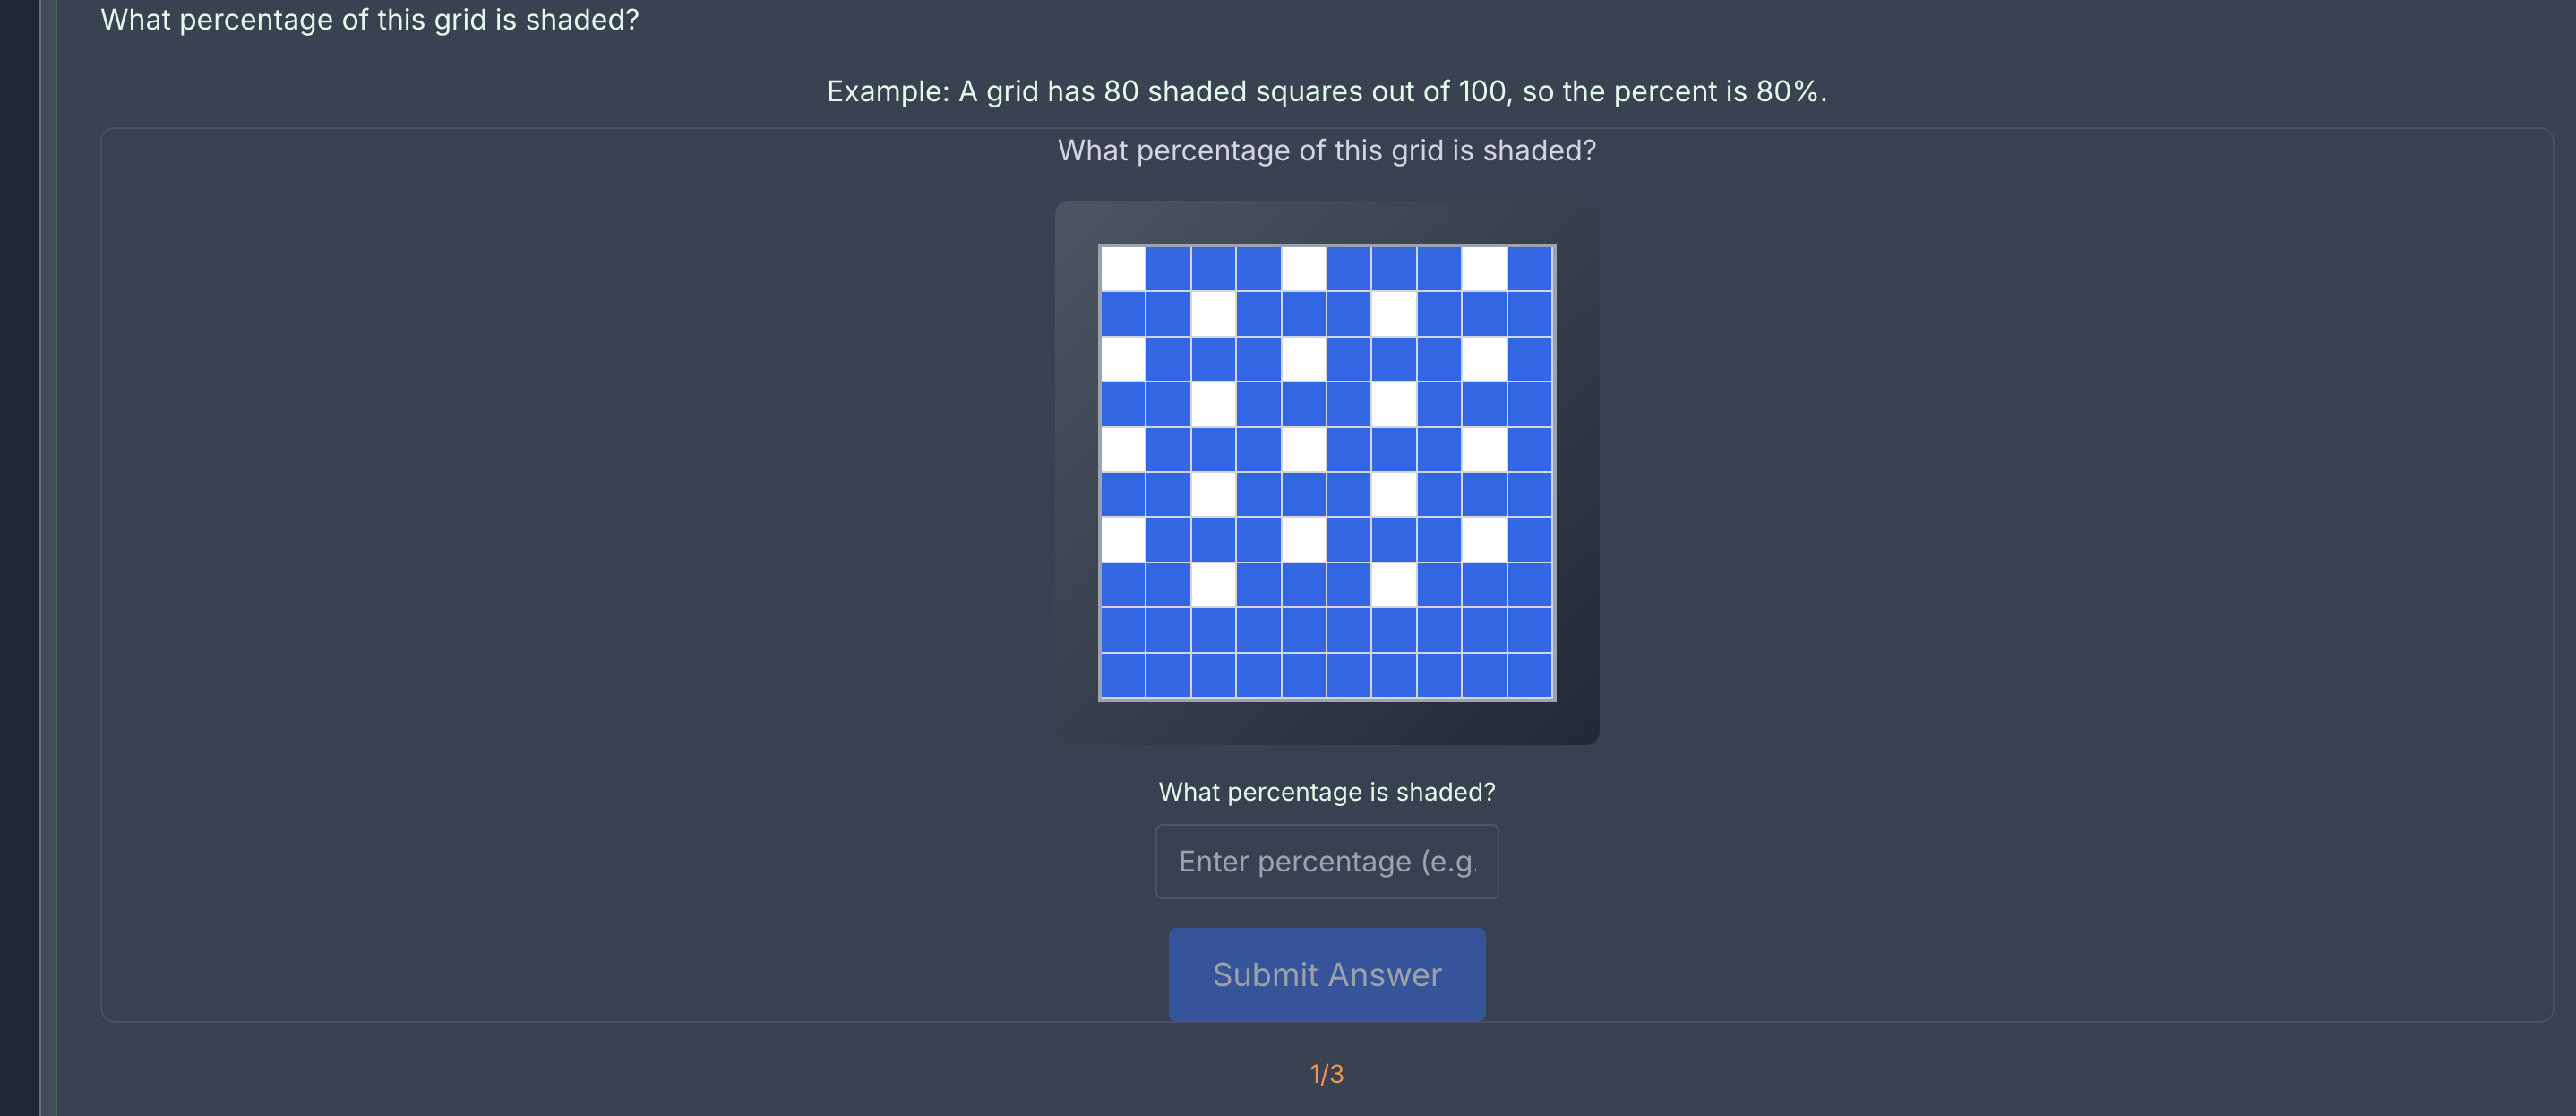 What percentage of this grid is shaded?
Example: A grid has 80 shaded squares out of 100, so the percent is 80%.
What percentage of this grid is shaded?
What percentage is shaded?
Enter percentage (e.g.
Submit Answer
1/3